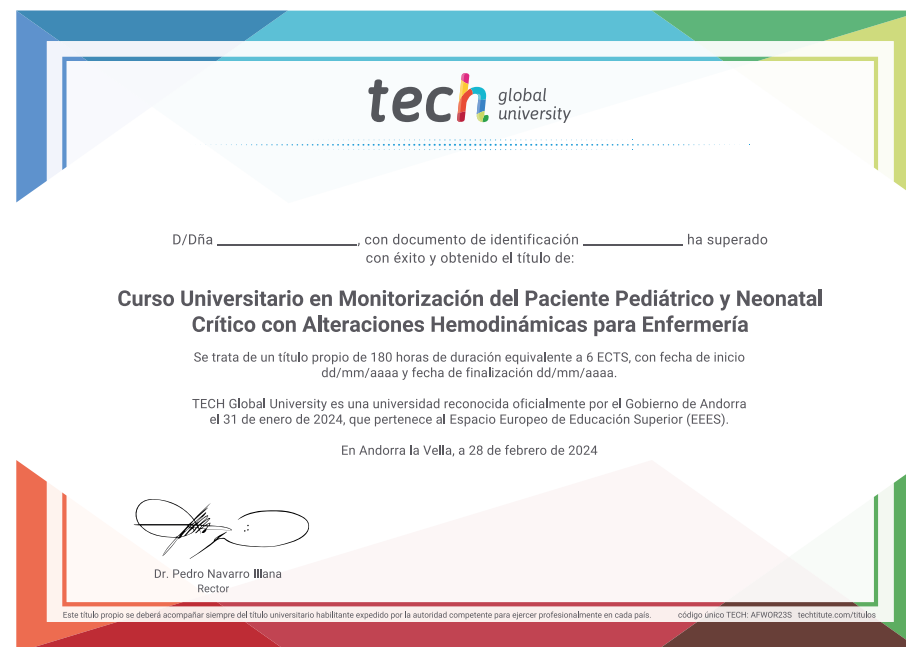 tech global university
D/Dña ____________________, con documento de identificación ______________ ha superado
con éxito y obtenido el título de:
Curso Universitario en Monitorización del Paciente Pediátrico y Neonatal
Crítico con Alteraciones Hemodinámicas para Enfermería
Se trata de un título propio de 180 horas de duración equivalente a 6 ECTS, con fecha de inicio
dd/mm/aaaa y fecha de finalización dd/mm/aaaa.
TECH Global University es una universidad reconocida oficialmente por el Gobierno de Andorra
el 31 de enero de 2024, que pertenece al Espacio Europeo de Educación Superior (EEES).
En Andorra la Vella, a 28 de febrero de 2024
Dr. Pedro Navarro Illana
Rector
Este título propio se deberá acompañar siempre del título universitario habilitante expedido por la autoridad competente para ejercer profesionalmente en cada país. código único TECH: AFWOR23S techtitute.com/titulos